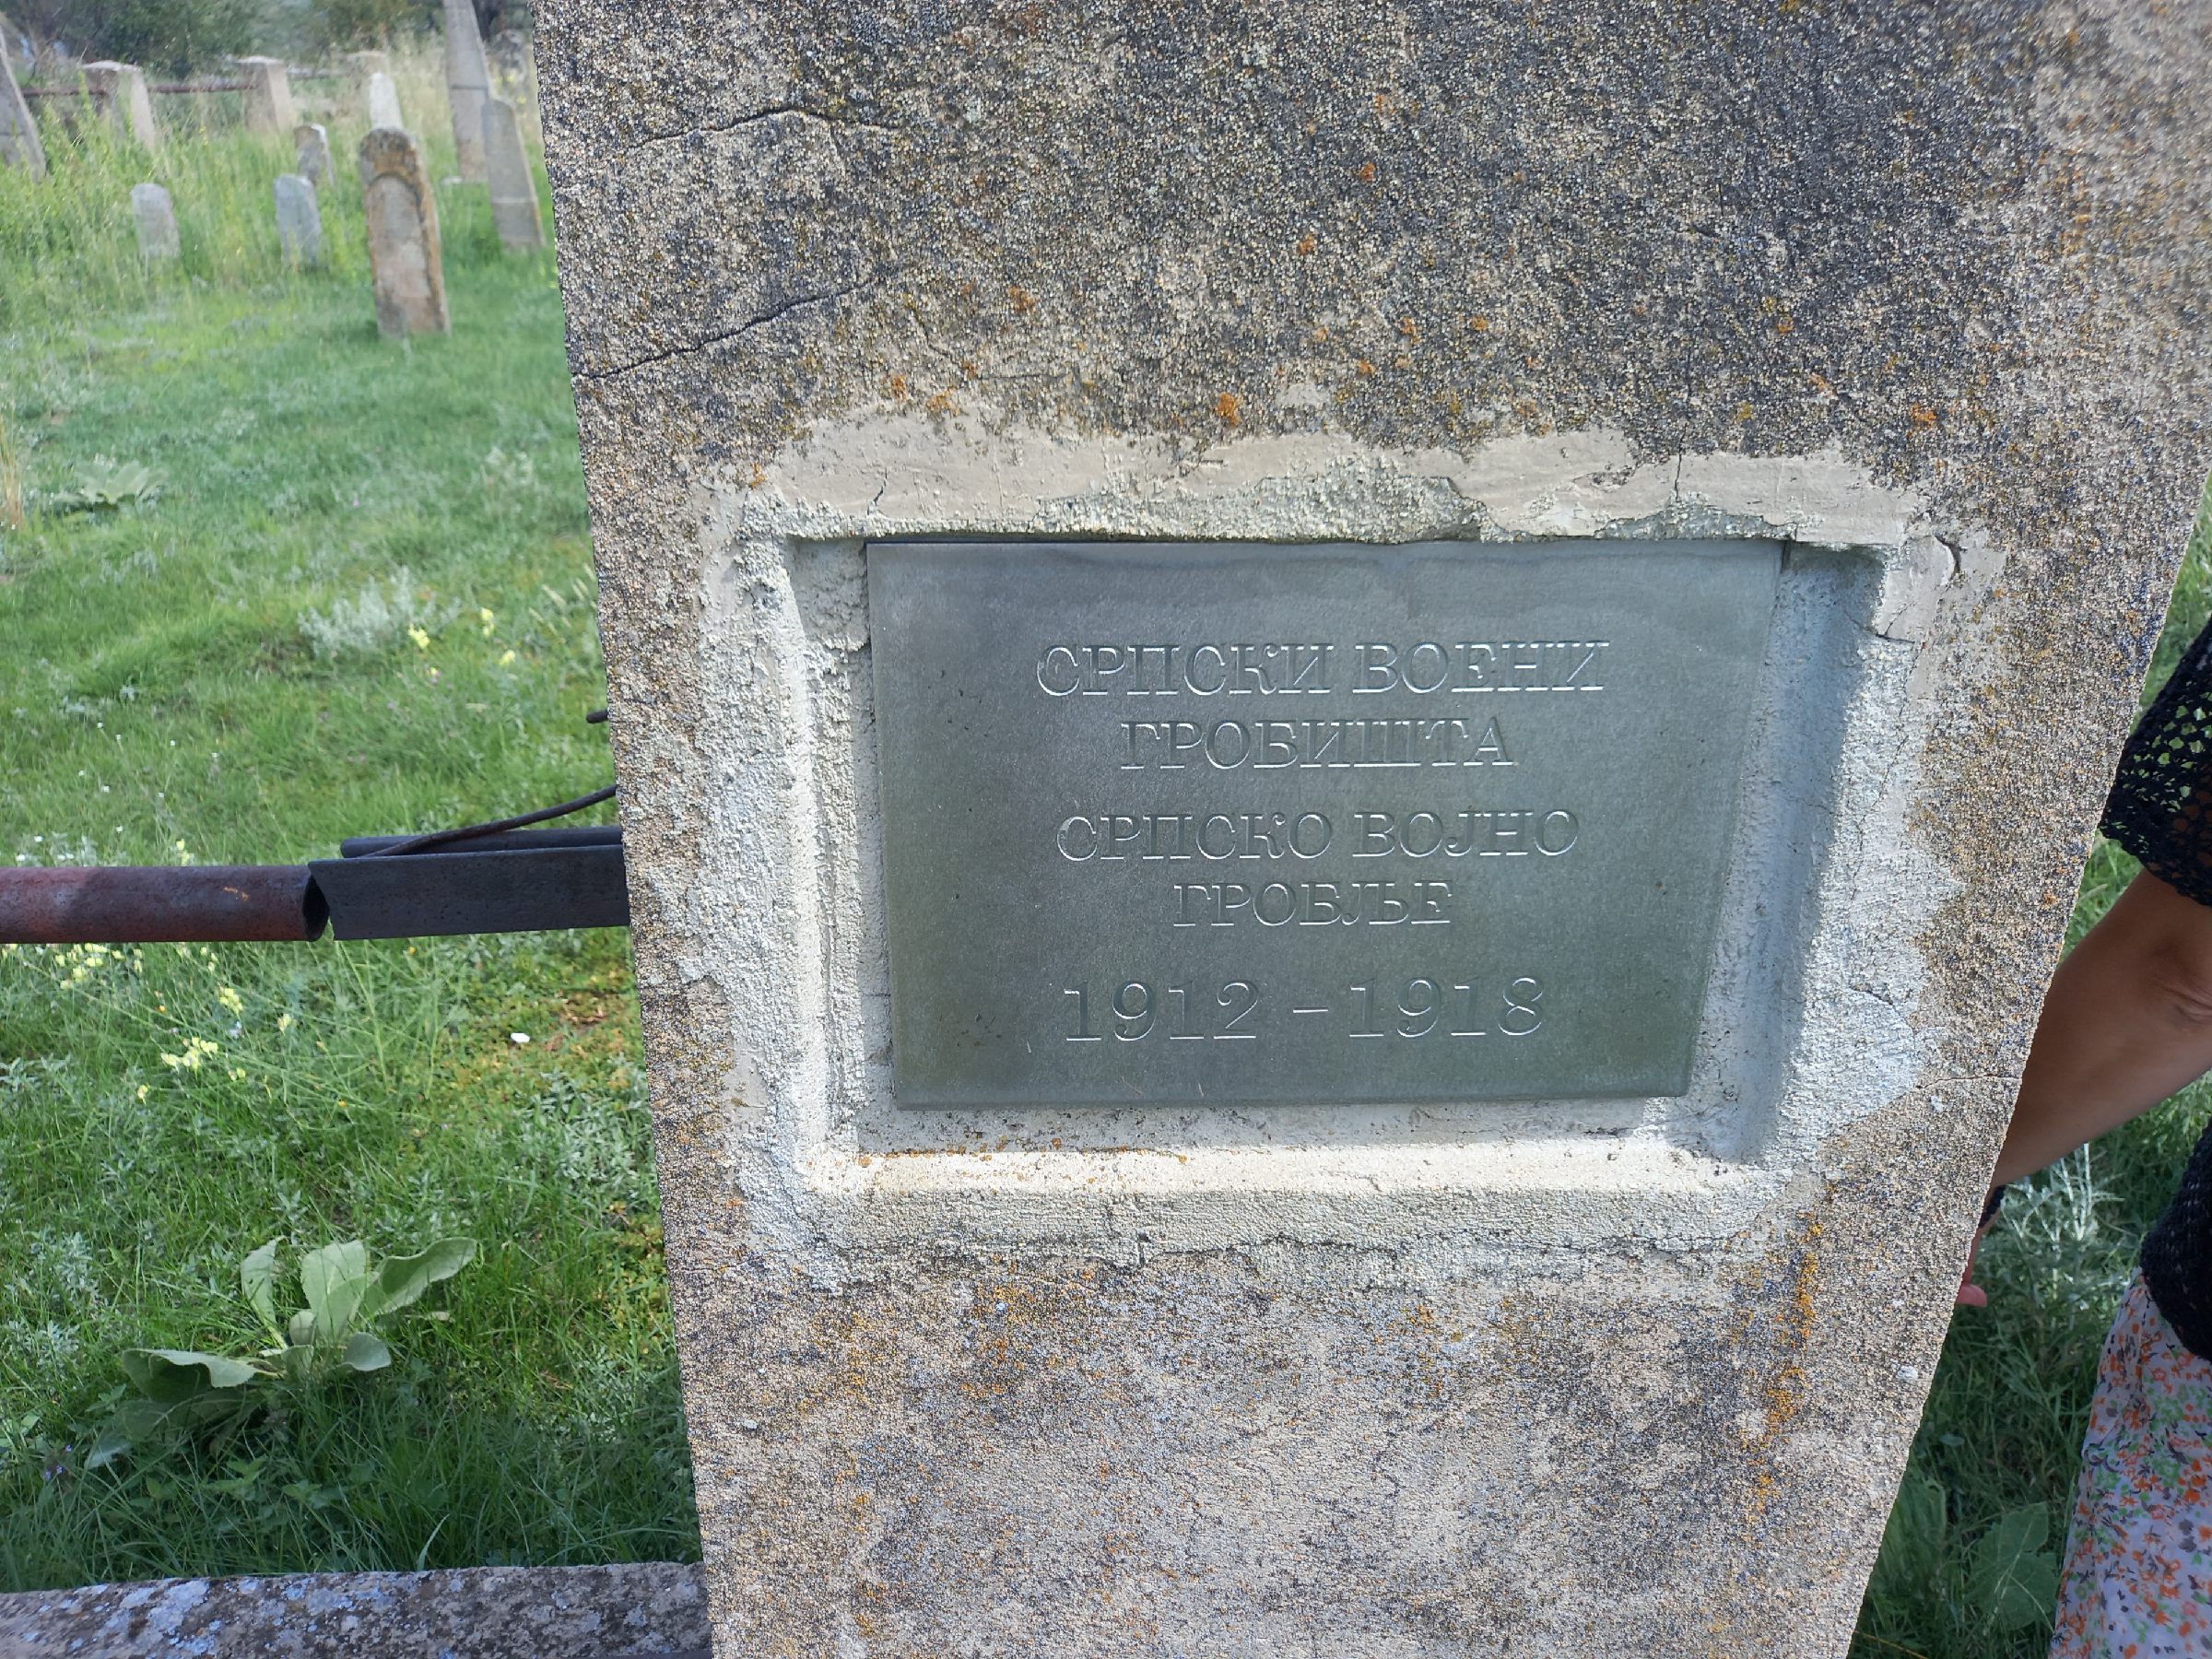 СРПСКИ ВОЕНИ
ГРОБИШТА
СРПСКО ВОЈНО
ГРОБЉЕ
1912 - 1918